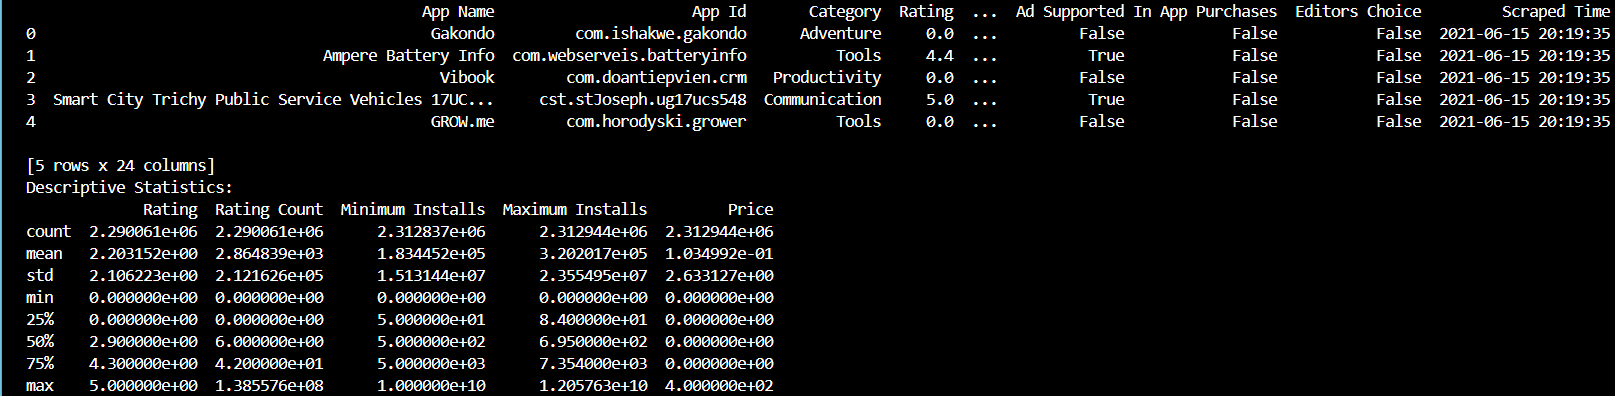 App Name App Id Category Rating ... Ad Supported In App Purchases Editors Choice Scraped Time
0 Gakondo com.ishakwe.gakondo Adventure 0.0 ... False False False 2021-06-15 20:19:35
1 Ampere Battery Info com.webserveis.batteryinfo Tools 4.4 ... True False False 2021-06-15 20:19:35
2 Vibook com.doantiepvien.crm Productivity 0.0 ... False False False 2021-06-15 20:19:35
3 Smart City Trichy Public Service Vehicles 17UC... cst.stJoseph.ug17ucs548 Communication 5.0 ... True False False 2021-06-15 20:19:35
4 GROW.me com.horodyski.grower Tools 0.0 ... False False False 2021-06-15 20:19:35
[5 rows x 24 columns]
Descriptive Statistics:
Rating Rating Count Minimum Installs Maximum Installs Price
count 2.290061e+06 2.290061e+06 2.312837e+06 2.312944e+06 2.312944e+06
mean 2.203152e+00 2.864839e+03 1.834452e+05 3.202017e+05 1.034992e-01
std 2.106223e+00 2.121626e+05 1.513144e+07 2.355495e+07 2.633127e+00
min 0.000000e+00 0.000000e+00 0.000000e+00 0.000000e+00 0.000000e+00
25% 0.000000e+00 0.000000e+00 5.000000e+01 8.400000e+01 0.000000e+00
50% 2.900000e+00 6.000000e+00 5.000000e+02 6.950000e+02 0.000000e+00
75% 4.300000e+00 4.200000e+01 5.000000e+03 7.354000e+03 0.000000e+00
max 5.000000e+00 1.385576e+08 1.000000e+10 1.205763e+10 4.000000e+02